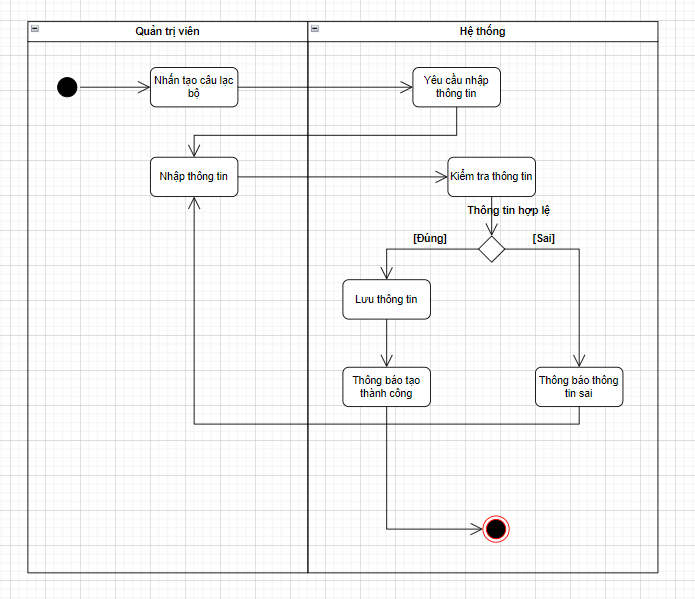 Quản trị viên
Hệ thống
Nhấn tạo câu lạc
bộ
Yêu cầu nhập
thông tin
Nhập thông tin
Kiểm tra thông tin
Thông tin hợp lệ
[Đúng]
[Sai]
Lưu thông tin
Thông báo tạo
thành công
Thông báo thông
tin sai